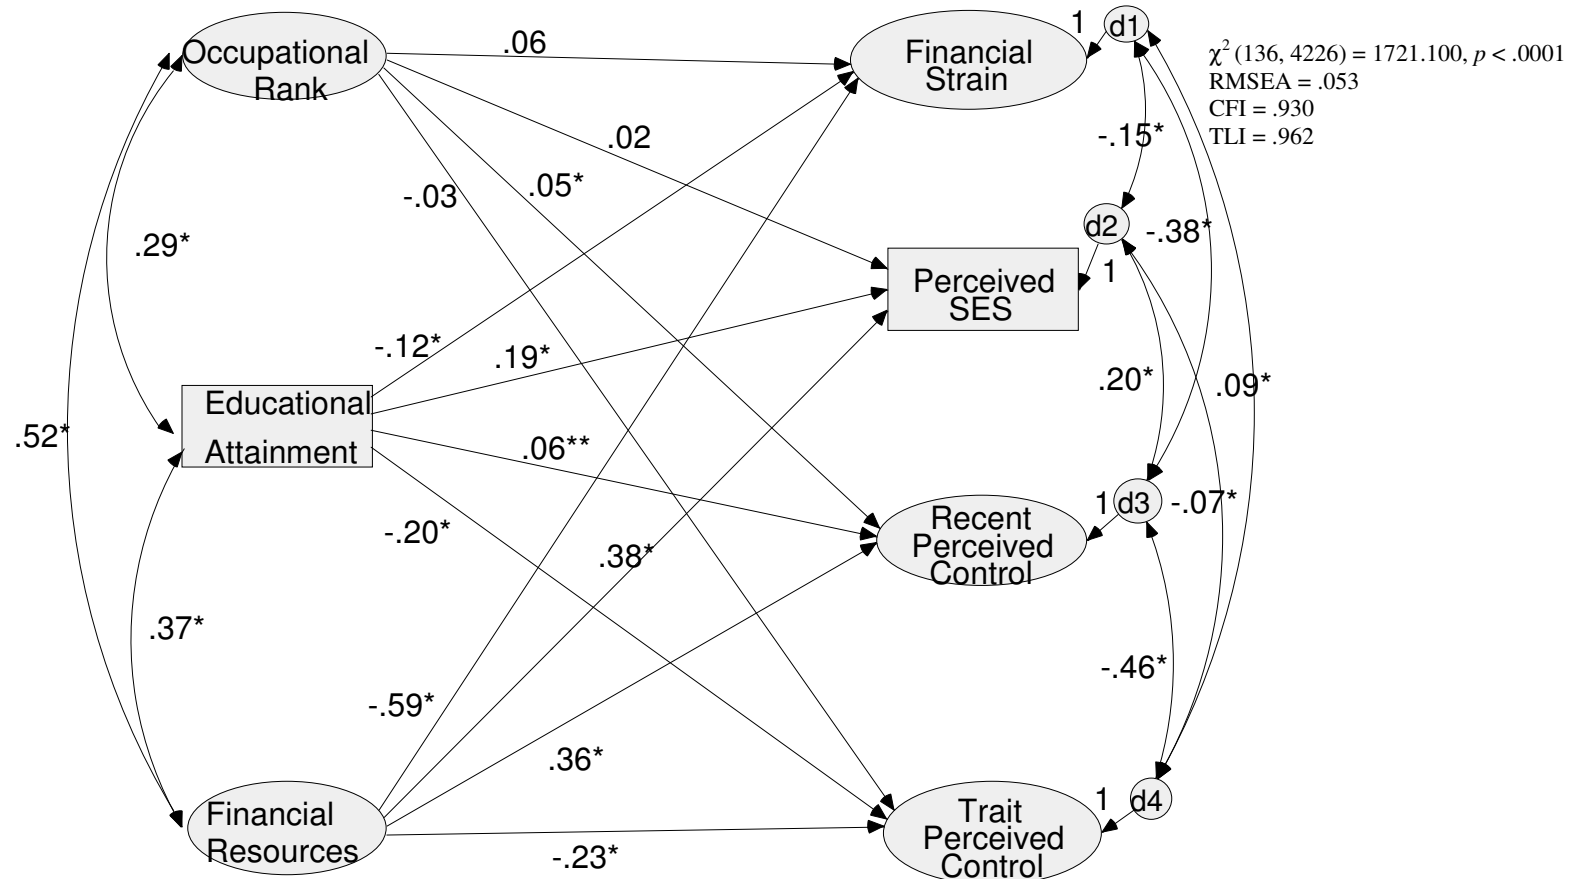 Occupational
Rank
.06
Financial
Strain
1
d1
χ² (136, 4226) = 1721.100, p < .0001
RMSEA = .053
CFI = .930
TLI = .962
.02
-.15*
-.03
.05*
.29*
d2
-.38*
Perceived
SES
1
-.12*
.19*
.20*
.09*
Educational
Attainment
.52*
.06**
-.20*
Recent
Perceived
Control
1
d3
-.07*
.38*
.37*
-.46*
-.59*
.36*
Financial
Resources
-.23*
Trait
Perceived
Control
1
d4